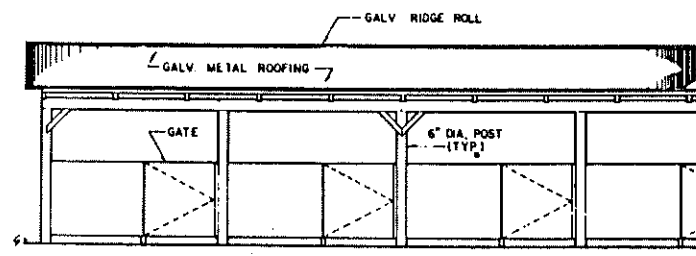 GALV RIDGE ROLL
GALV. METAL ROOFING
GATE
6" DIA. POST
(TYP.)